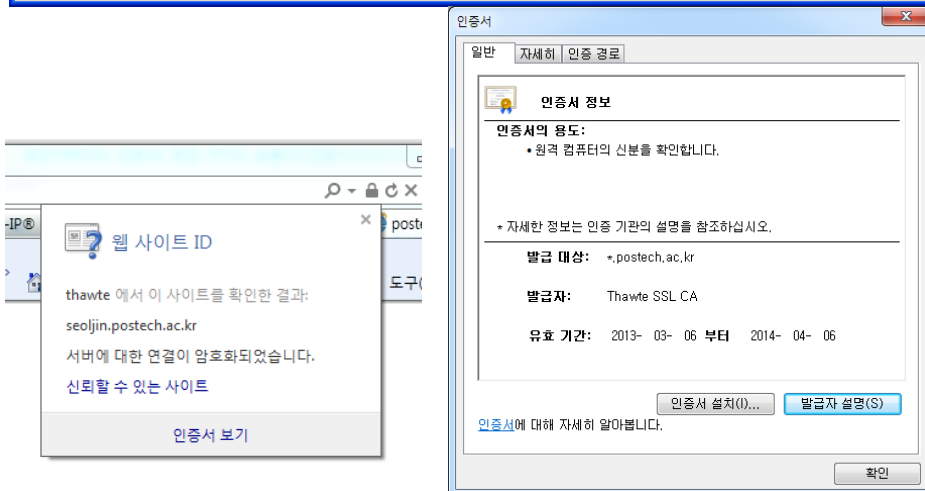 -IP®
poste
도구(
웹 사이트 ID
thawte 에서 이 사이트를 확인한 결과:
seoljin.postech.ac.kr
서버에 대한 연결이 암호화되었습니다.
신뢰할 수 있는 사이트
인증서 보기
인증서
일반 자세히 인증 경로
인증서 정보
인증서의 용도:
•원격 컴퓨터의 신분을 확인합니다.
* 자세한 정보는 인증 기관의 설명을 참조하십시오.
발급 대상: *.postech.ac.kr
발급자: Thawte SSL CA
유효 기간: 2013- 03- 06 부터 2014- 04- 06
인증서 설치(I)... 발급자 설명(S)
인증서에 대해 자세히 알아봅니다.
확인